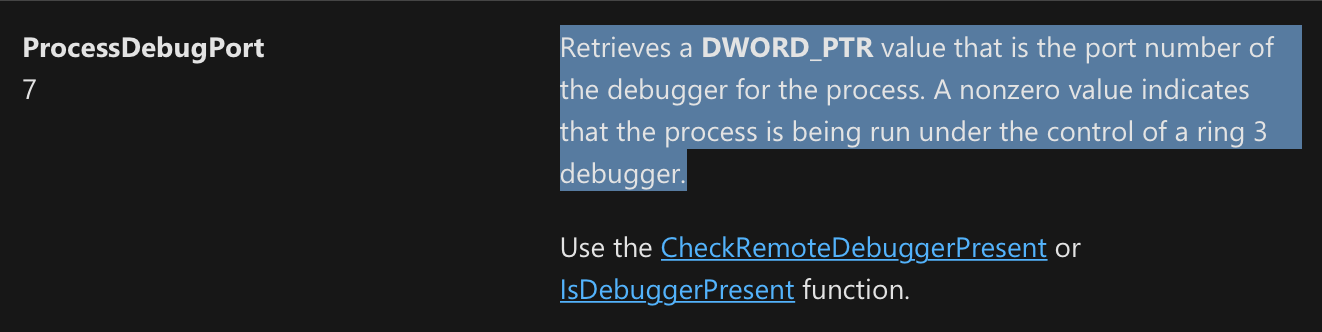 ProcessDebugPort
7
Retrieves a DWORD_PTR value that is the port number of
the debugger for the process. A nonzero value indicates
that the process is being run under the control of a ring 3
debugger.
Use the CheckRemoteDebuggerPresent or
IsDebuggerPresent function.